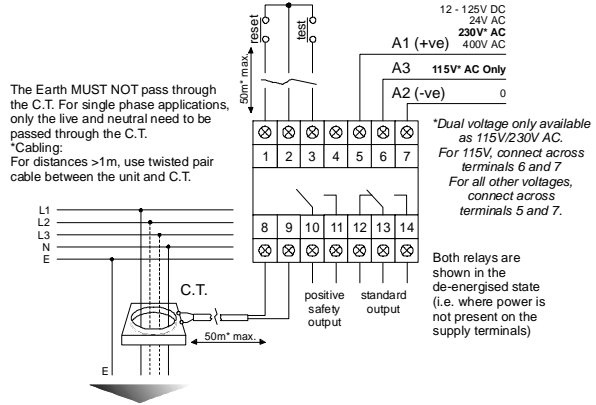 12 - 125V DC
24V AC
230V* AC
400V AC
A1 (+ve)
A3 115V* AC Only
A2 (-ve) 0
reset
test
50m* max.
The Earth MUST NOT pass through
the C.T. For single phase applications,
only the live and neutral need to be
passed through the C.T.
*Cabling:
For distances >1m, use twisted pair
cable between the unit and C.T.
*Dual voltage only available
as 115V/230V AC.
For 115V, connect across
terminals 6 and 7
For all other voltages,
connect across
terminals 5 and 7.
1 2 3 4 5 6 7
8 9 10 11 12 13 14
L1
L2
L3
N
E
C.T.
50m* max.
positive
safety
output
standard
output
Both relays are
shown in the
de-energised state
(i.e. where power is
not present on the
supply terminals)
E